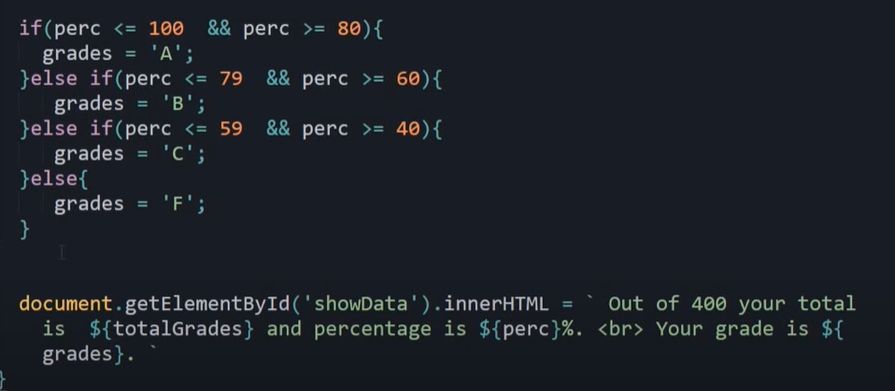 if(perc <= 100  && perc >= 80){
  grades = 'A';
}else if(perc <= 79  && perc >= 60){
   grades = 'B';
}else if(perc <= 59  && perc >= 40){
   grades = 'C';
}else{
   grades = 'F';
}
document.getElementById('showData').innerHTML = ` Out of 400 your total
  is  ${totalGrades} and percentage is ${perc}%. <br> Your grade is ${
  grades}. `
}